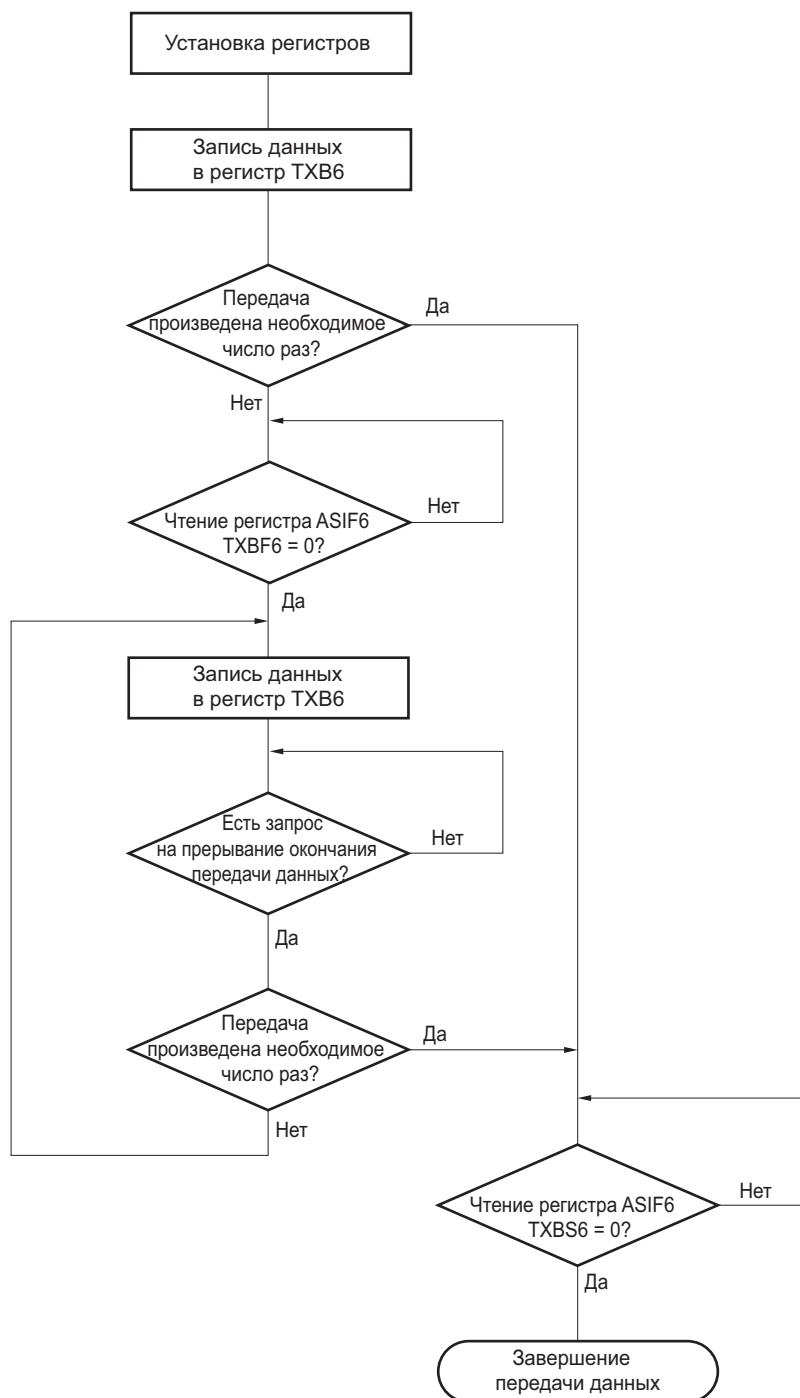 Установка регистров
Запись данных
в регистр TXB6
Передача
произведена необходимое
число раз?
Да
Нет
Чтение регистра ASIF6
TXBF6 = 0?
Нет
Да
Запись данных
в регистр TXB6
Есть запрос
на прерывание окончания
передачи данных?
Нет
Да
Передача
произведена необходимое
число раз?
Да
Нет
Чтение регистра ASIF6
TXBS6 = 0?
Нет
Да
Завершение
передачи данных